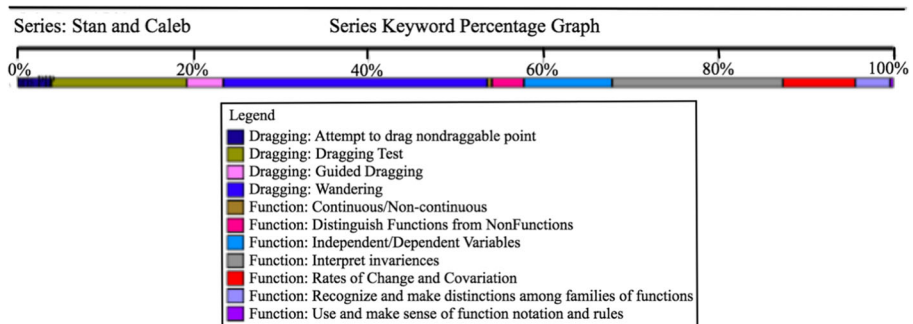 Series: Stan and Caleb Series Keyword Percentage Graph
0% 20% 40% 60% 80% 100%
Legend
Dragging: Attempt to drag nondraggable point
Dragging: Dragging Test
Dragging: Guided Dragging
Dragging: Wandering
Function: Continuous/Non-continuous
Function: Distinguish Functions from NonFunctions
Function: Independent/Dependent Variables
Function: Interpret invariences
Function: Rates of Change and Covariation
Function: Recognize and make distinctions among families of functions
Function: Use and make sense of function notation and rules